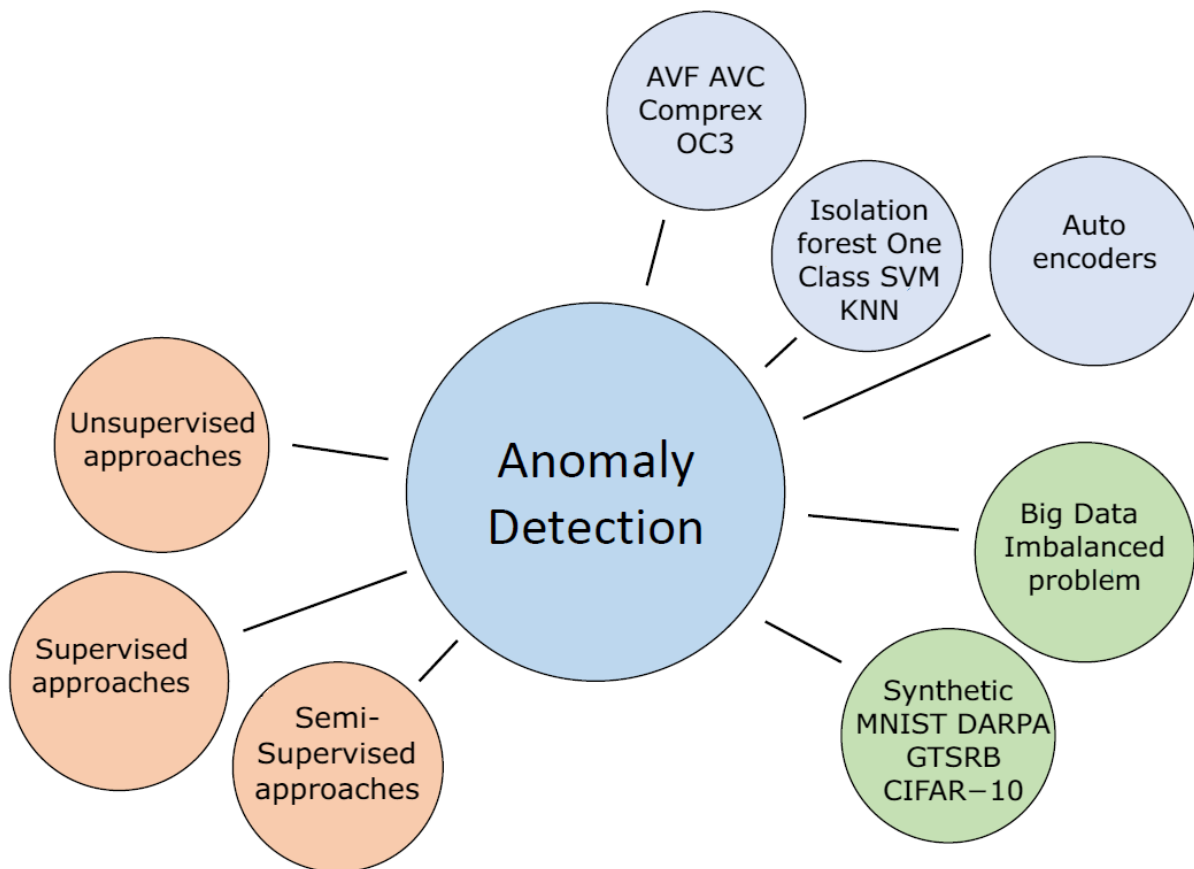 AVF AVC
Comprex
OC3
Isolation
forest One
Class SVM
KNN
Auto
encoders
Unsupervised
approaches
Anomaly
Detection
Big Data
Imbalanced
problem
Supervised
approaches
Semi-
Supervised
approaches
Synthetic
MNIST DARPA
GTSRB
CIFAR−10